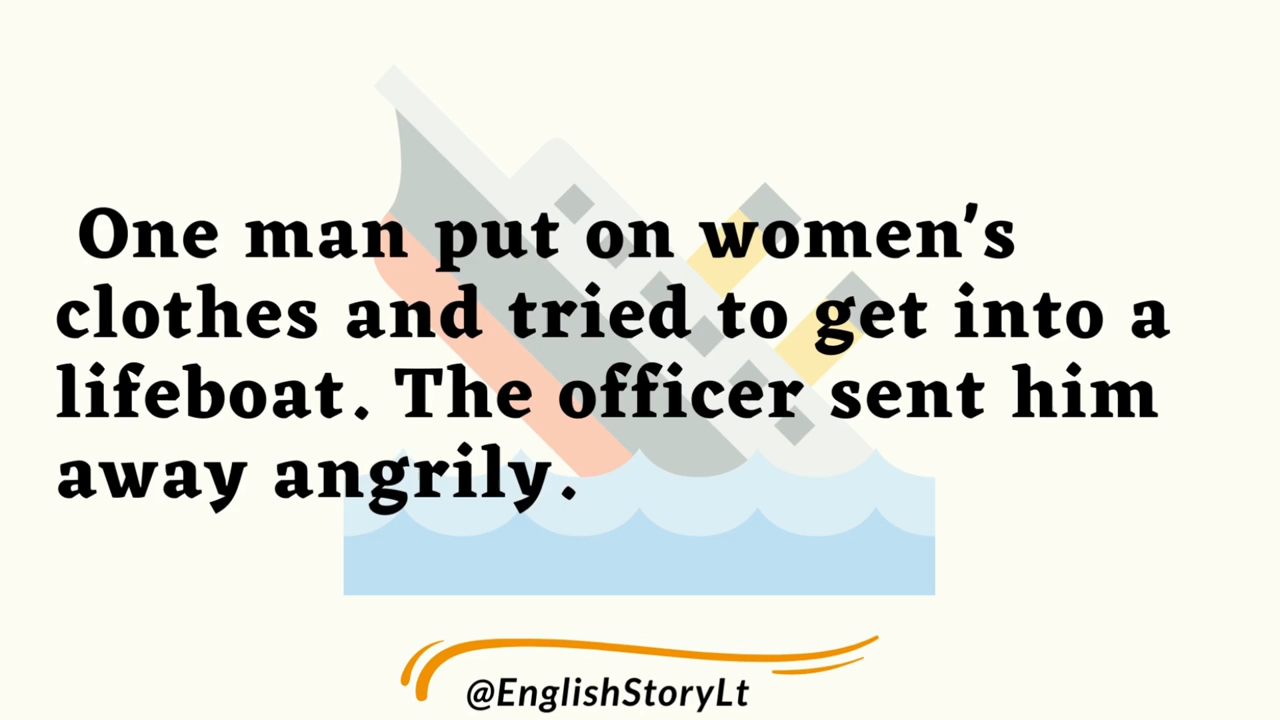 One man put on women's
clothes and tried to get into a
lifeboat. The officer sent him
away angrily.
@EnglishStoryLt